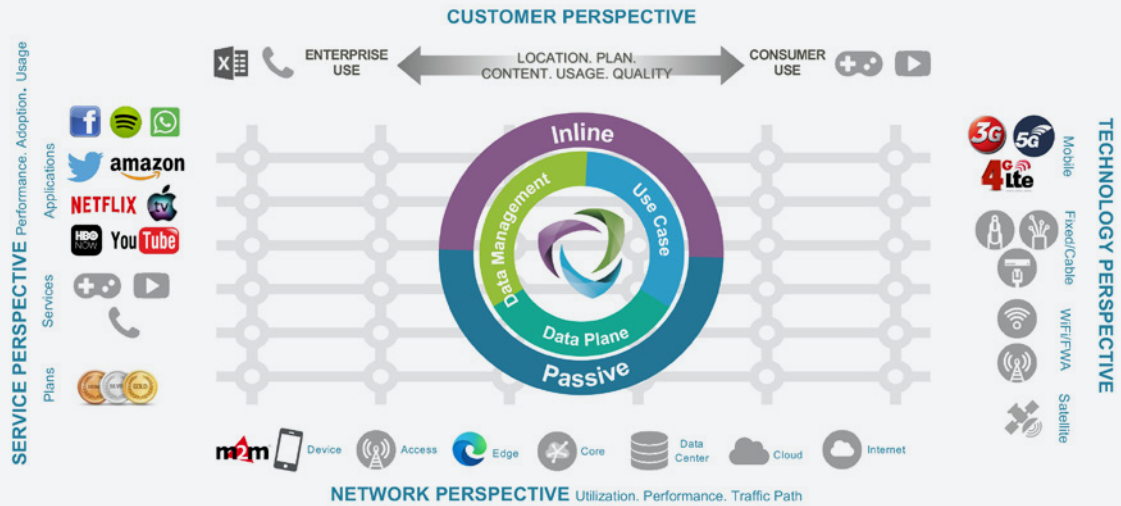 CUSTOMER PERSPECTIVE
ENTERPRISE
USE
LOCATION. PLAN.
CONTENT. USAGE. QUALITY
CONSUMER
USE
SERVICE PERSPECTIVE Performance. Adoption. Usage
Applications
f
amazon
NETFLIX
tv
HBO
NOW
YouTube
Services
Plans
GOLD
Inline
Data Management
Use Case
Data Plane
Passive
TECHNOLOGY PERSPECTIVE
3G
5G
4G
lte
Mobile
Fixed/Cable
WiFi/FWA
Satellite
m2m
Device
Access
Edge
Core
Data
Center
Cloud
Internet
NETWORK PERSPECTIVE Utilization. Performance. Traffic Path